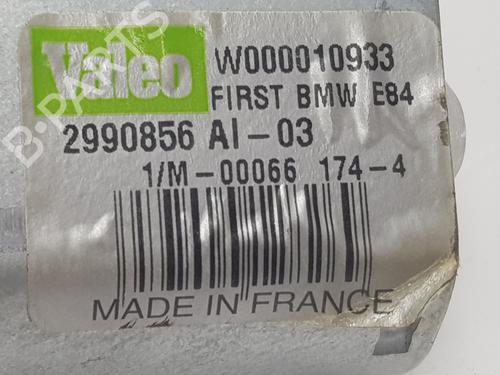 Valeo
W000010933
FIRST BMW E84
2990856 AI-03
1/M-00066 174-4
MADE IN FRANCE
B-PARTS